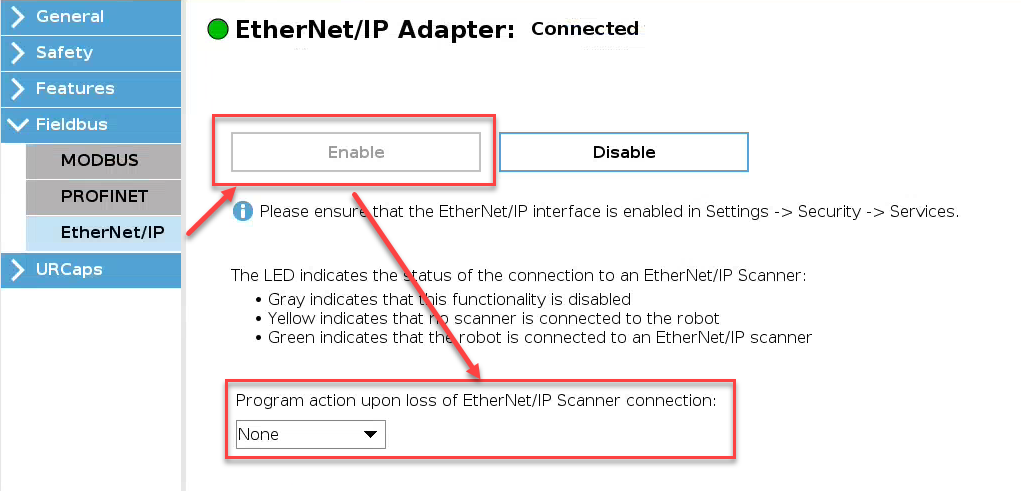 General
Safety
Features
Fieldbus
MODBUS
PROFINET
EtherNet/IP
URCaps
EtherNet/IP Adapter: Connected
Enable
Disable
Please ensure that the EtherNet/IP interface is enabled in Settings -> Security -> Services.
The LED indicates the status of the connection to an EtherNet/IP Scanner:
• Gray indicates that this functionality is disabled
• Yellow indicates that no scanner is connected to the robot
• Green indicates that the robot is connected to an EtherNet/IP scanner
Program action upon loss of EtherNet/IP Scanner connection:
None